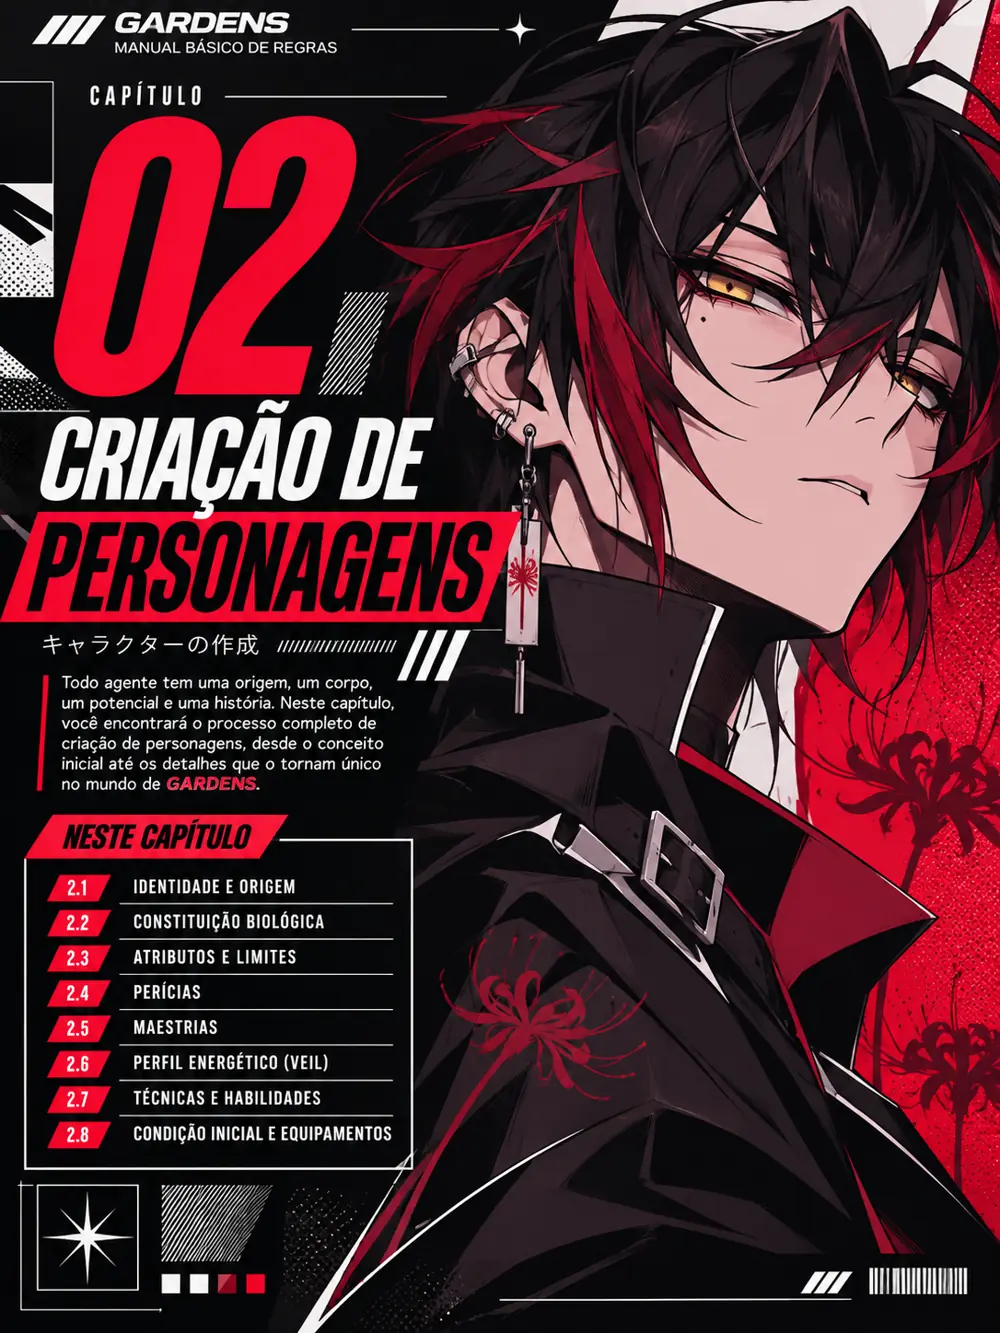 GARDENS
MANUAL BÁSICO DE REGRAS
CAPÍTULO
02
CRIAÇÃO DE
PERSONAGENS
キャラクターの作成
Todo agente tem uma origem, um corpo,
um potencial e uma história. Neste capítulo,
você encontrará o processo completo de
criação de personagens, desde o conceito
inicial até os detalhes que o tornam único
no mundo de GARDENS.
NESTE CAPÍTULO
2.1 IDENTIDADE E ORIGEM
2.2 CONSTITUIÇÃO BIOLÓGICA
2.3 ATRIBUTOS E LIMITES
2.4 PERÍCIAS
2.5 MAESTRIAS
2.6 PERFIL ENERGÉTICO (VEIL)
2.7 TÉCNICAS E HABILIDADES
2.8 CONDIÇÃO INICIAL E EQUIPAMENTOS